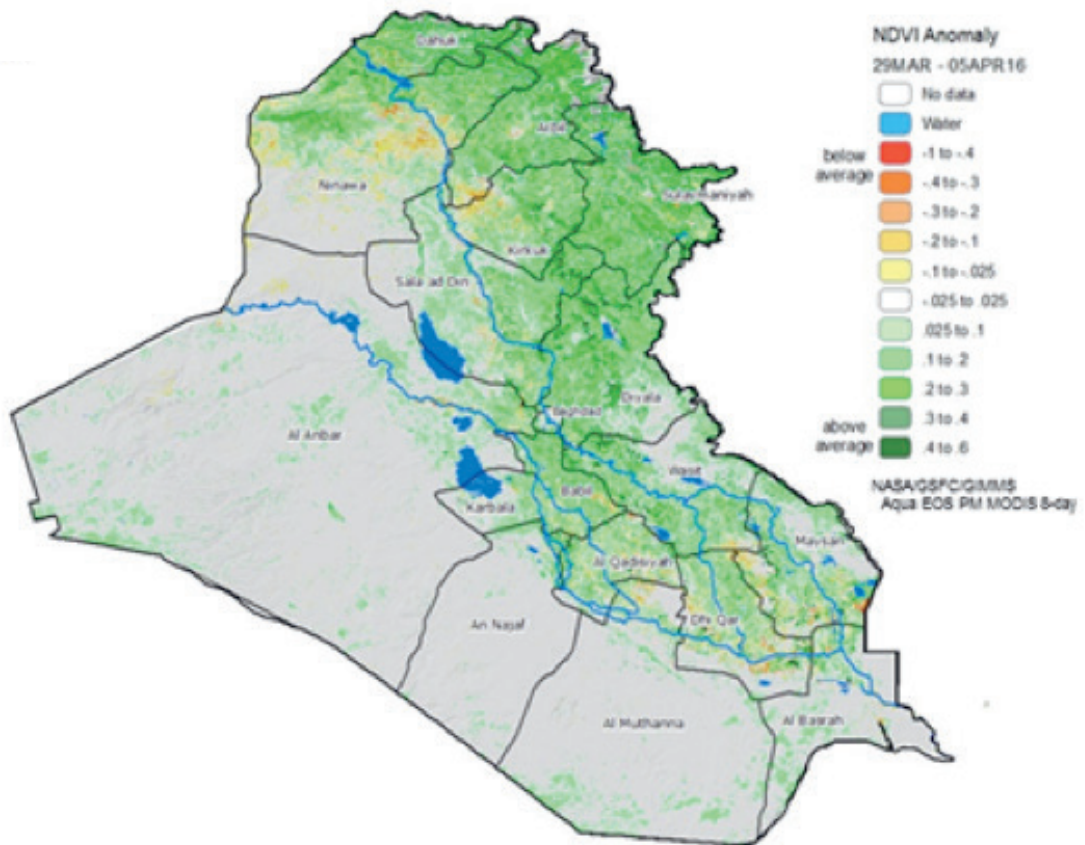 NDVI Anomaly
29MAR - 05APR16
No data
Water
below
average
-1 to -.4
-.4 to -.3
-.3 to -.2
-.2 to -.1
-.1 to -.025
-.025 to .025
.025 to .1
.1 to .2
.2 to .3
.3 to .4
above
average
.4 to .6
NASA/GSFC/GIMMS
Aqua EOS PM MODIS 8-day
Dahuk
Ninawa
Sulaymaniyah
Kirkuk
Sala ad Din
Diyala
Baghdad
Al Anbar
Wasit
Babil
Karbala
Maysan
Al Qadisiyah
An Najaf
Dhi Qar
Al Muthanna
Al Basrah